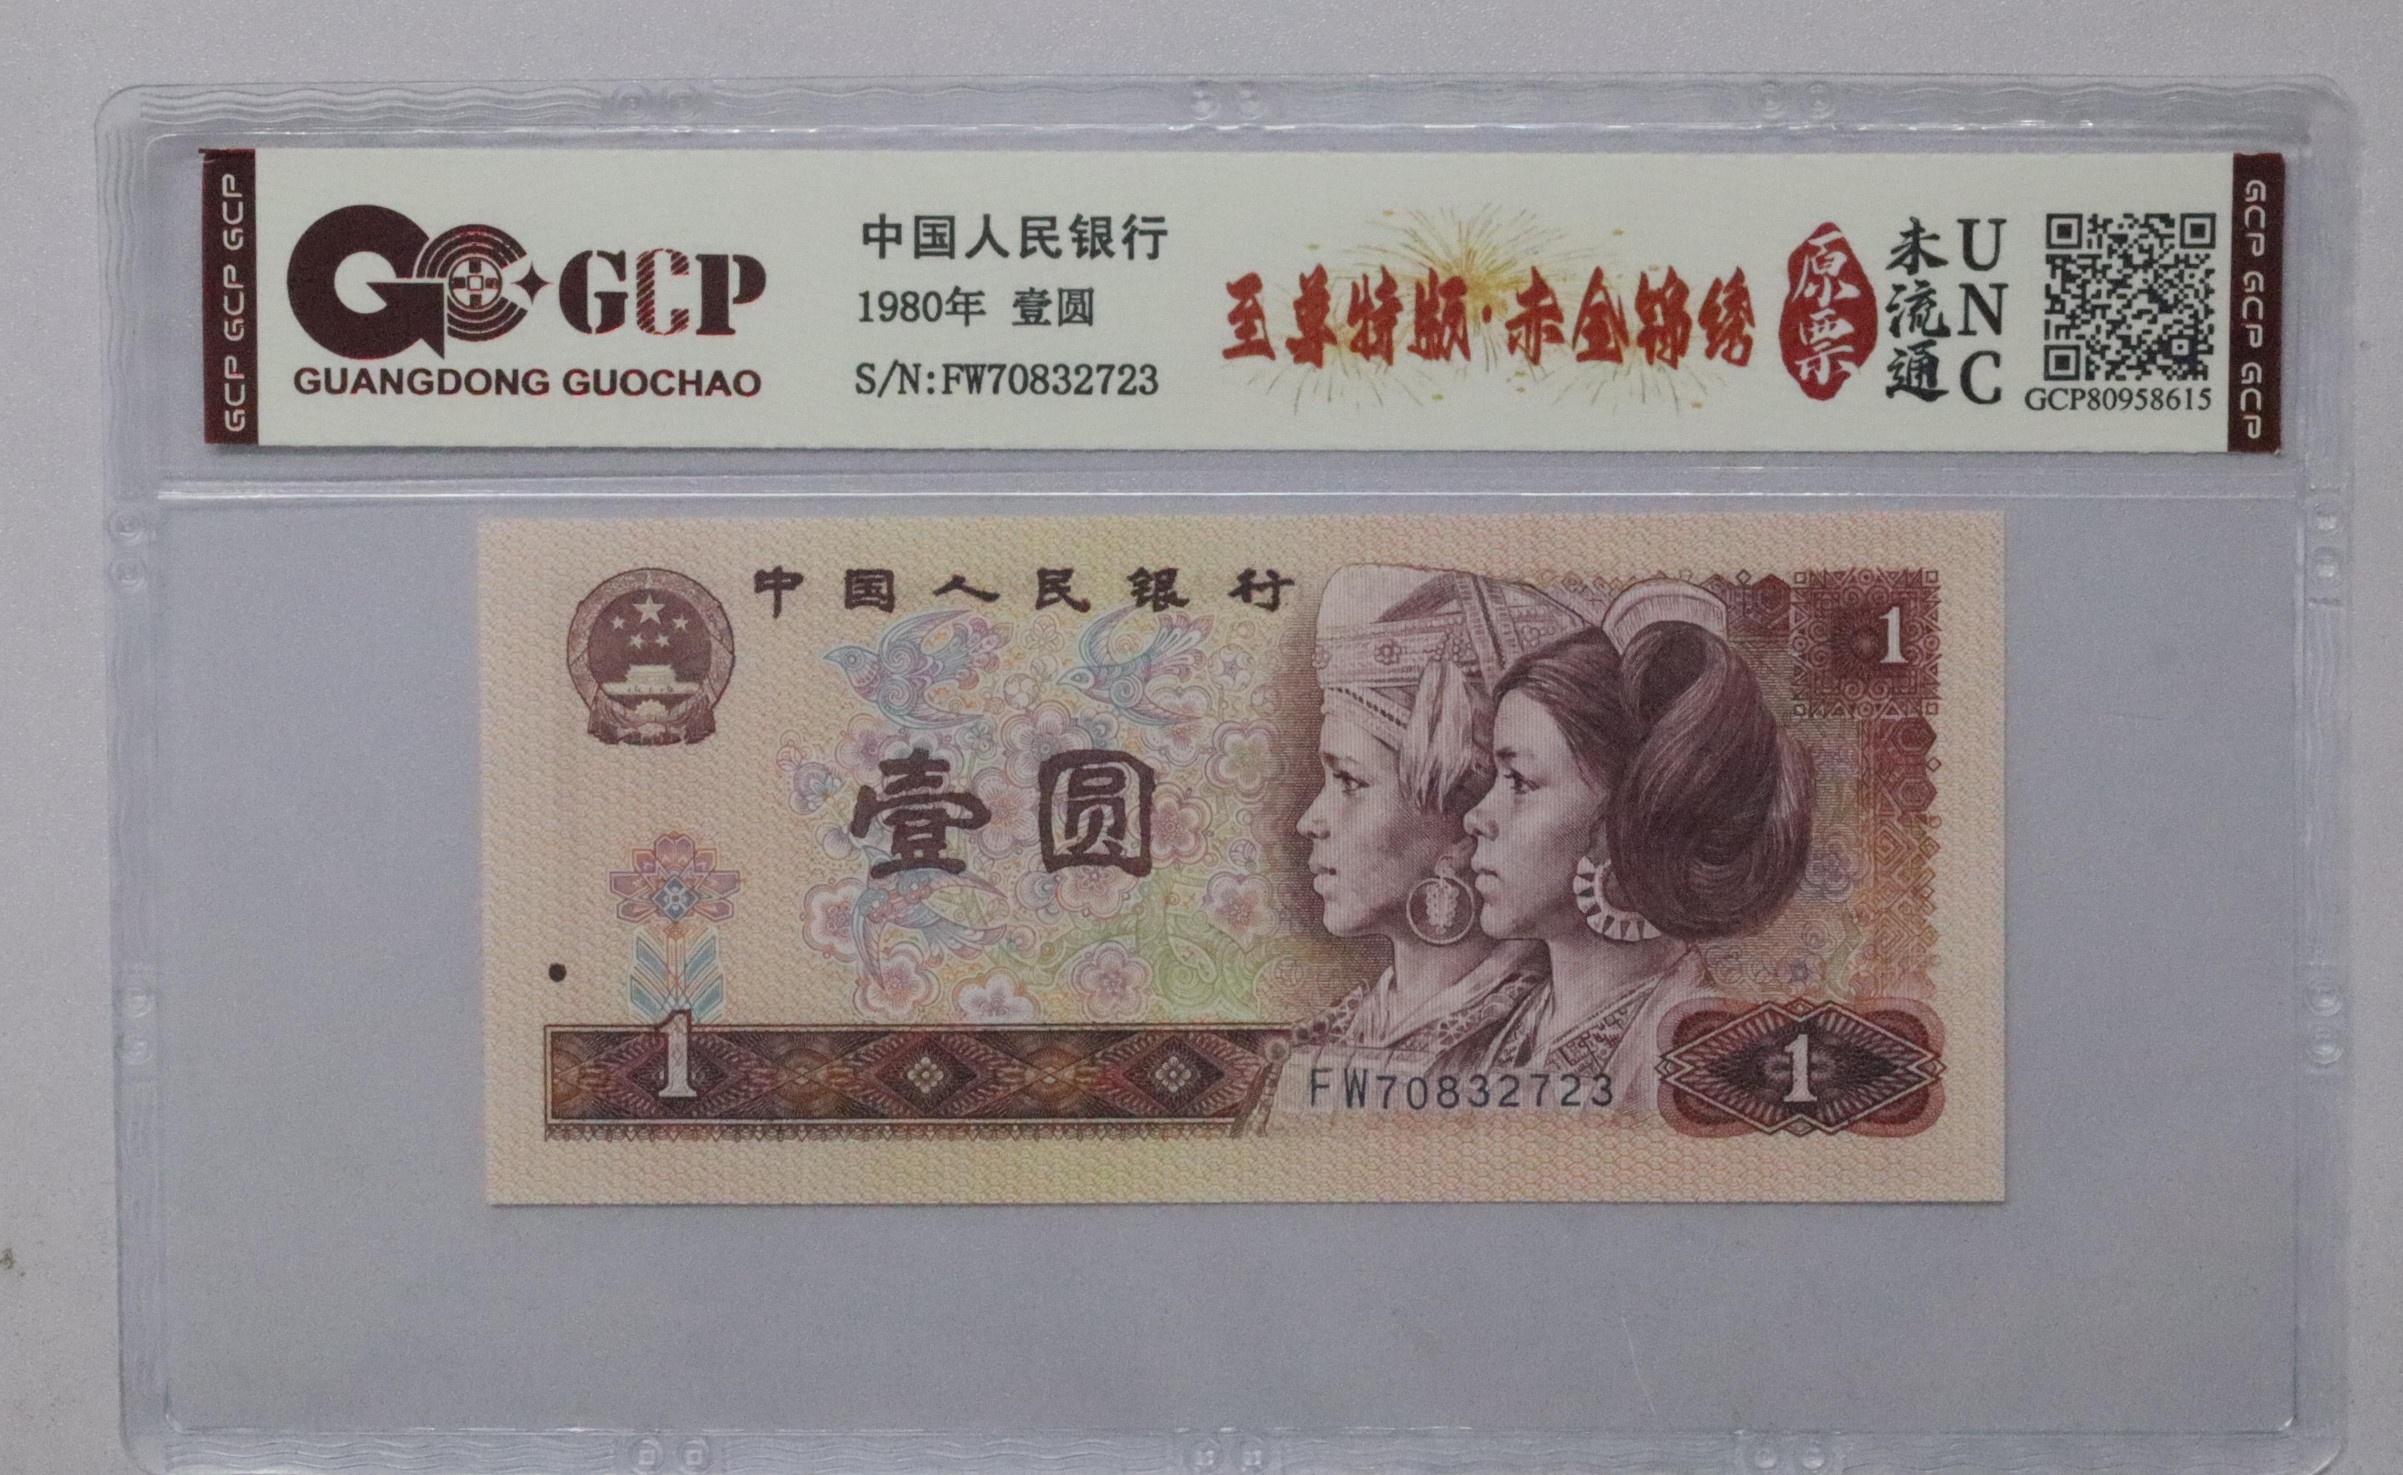 GCP GCP GCP
GCP
GUANGDONG GUOCHAO
中国人民银行
1980年 壹圆
S/N:FW70832723
至尊特版·赤金锦绣
原票
未流通
UNC
GCP80958615
GCP GCP GCP
中国人民银行
1
壹圆
1
FW70832723
1